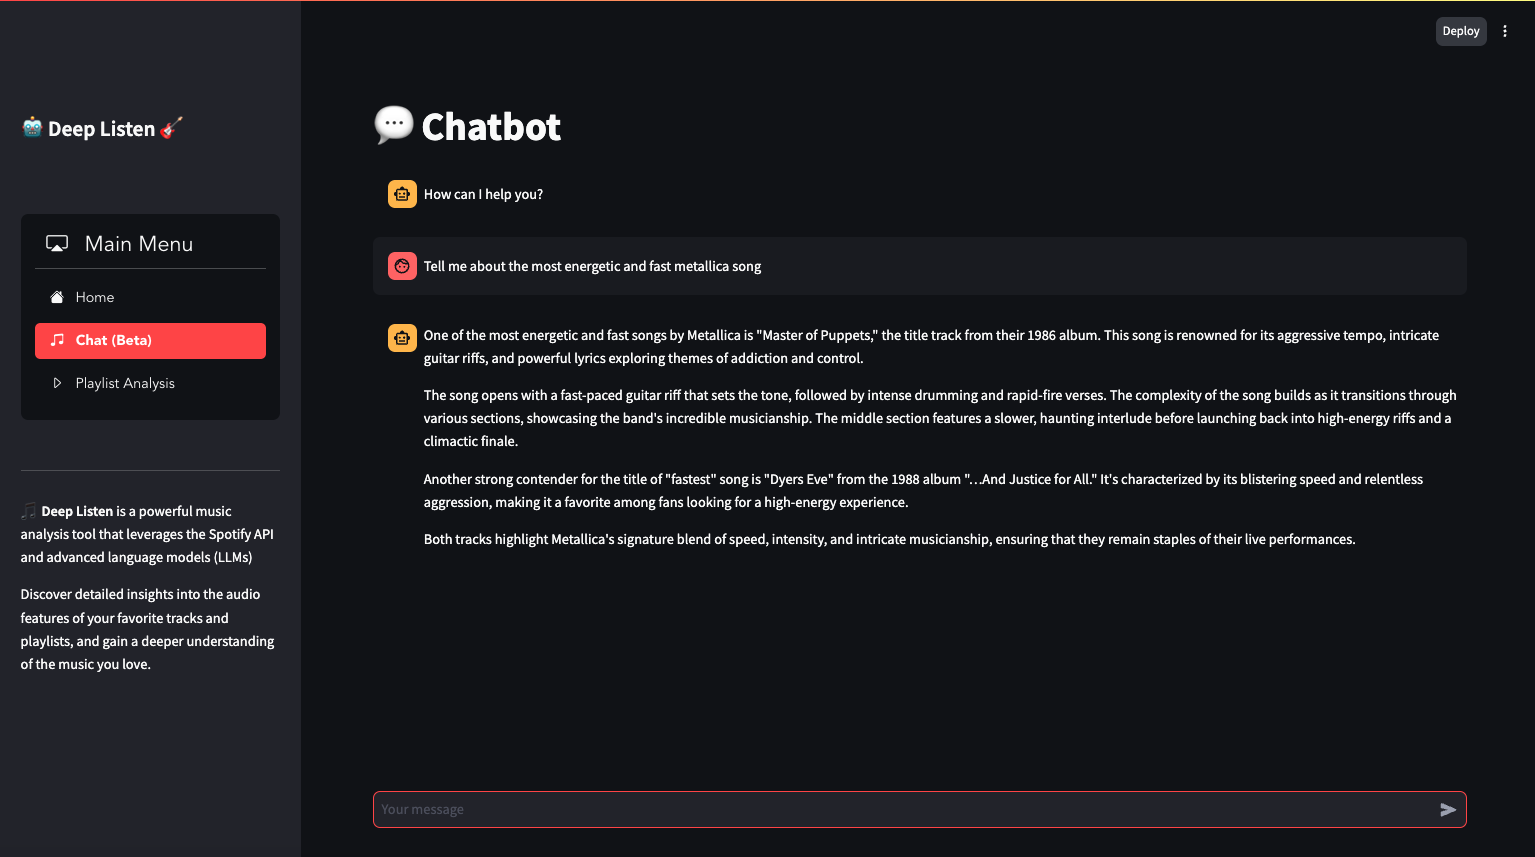 Deploy
Deep Listen
Main Menu
Home
Chat (Beta)
Playlist Analysis
Deep Listen is a powerful music
analysis tool that leverages the Spotify API
and advanced language models (LLMs)
Discover detailed insights into the audio
features of your favorite tracks and
playlists, and gain a deeper understanding
of the music you love.
Chatbot
How can I help you?
Tell me about the most energetic and fast metallica song
One of the most energetic and fast songs by Metallica is "Master of Puppets," the title track from their 1986 album. This song is renowned for its aggressive tempo, intricate
guitar riffs, and powerful lyrics exploring themes of addiction and control.
The song opens with a fast-paced guitar riff that sets the tone, followed by intense drumming and rapid-fire verses. The complexity of the song builds as it transitions through
various sections, showcasing the band's incredible musicianship. The middle section features a slower, haunting interlude before launching back into high-energy riffs and a
climactic finale.
Another strong contender for the title of "fastest" song is "Dyers Eve" from the 1988 album "…And Justice for All." It's characterized by its blistering speed and relentless
aggression, making it a favorite among fans looking for a high-energy experience.
Both tracks highlight Metallica's signature blend of speed, intensity, and intricate musicianship, ensuring that they remain staples of their live performances.
Your message